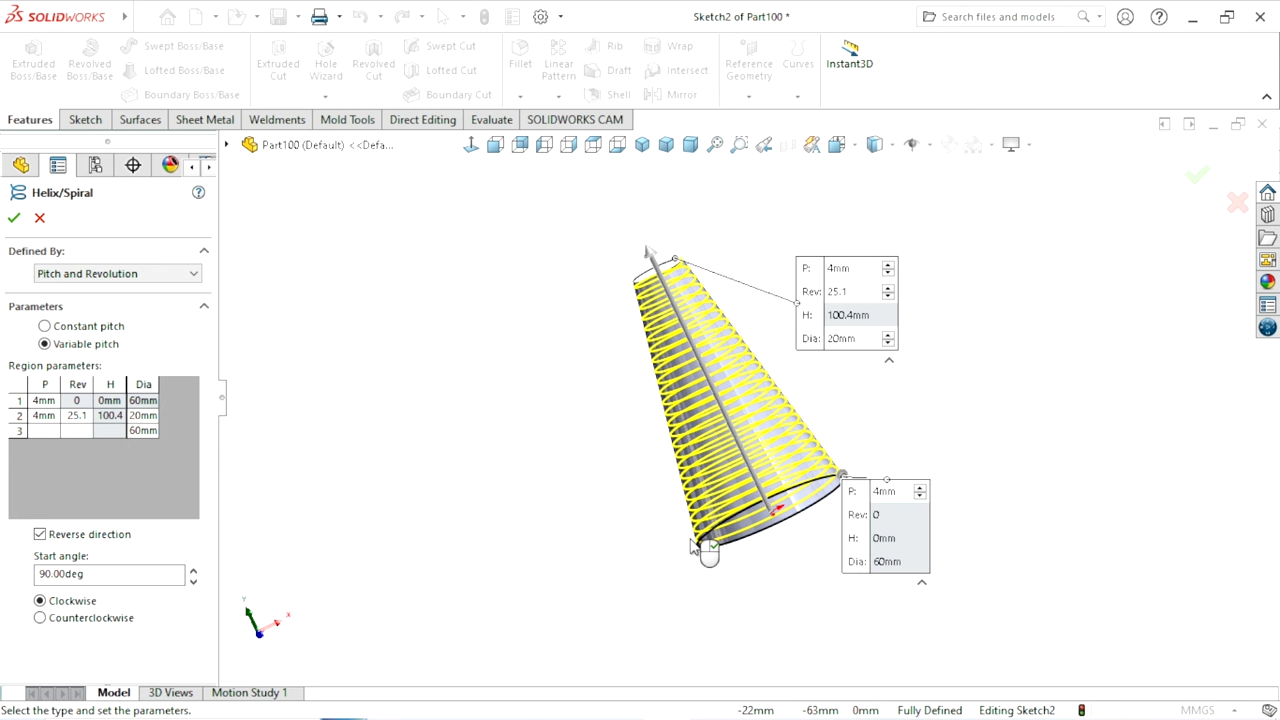 SOLIDWORKS
Sketch2 of Part100 *
Search files and models
Extruded Boss/Base
Revolved Boss/Base
Swept Boss/Base
Lofted Boss/Base
Boundary Boss/Base
Extruded Cut
Hole Wizard
Revolved Cut
Swept Cut
Lofted Cut
Boundary Cut
Fillet
Linear Pattern
Rib
Draft
Shell
Wrap
Intersect
Mirror
Reference Geometry
Curves
Instant3D
Features Sketch Surfaces Sheet Metal Weldments Mold Tools Direct Editing Evaluate SOLIDWORKS CAM
Part100 (Default) <<Defa...
Helix/Spiral
Defined By:
Pitch and Revolution
Parameters
Constant pitch
Variable pitch
Region parameters:
P Rev H Dia
1 4mm 0 0mm 60mm
2 4mm 25.1 100.4 20mm
3 60mm
Reverse direction
Start angle:
90.00deg
Clockwise
Counterclockwise
P: 4mm
Rev: 25.1
H: 100.4mm
Dia: 20mm
P: 4mm
Rev: 0
H: 0mm
Dia: 60mm
Y
X
Model 3D Views Motion Study 1
Select the type and set the parameters.
-22mm -63mm 0mm Fully Defined Editing Sketch2 MMGS